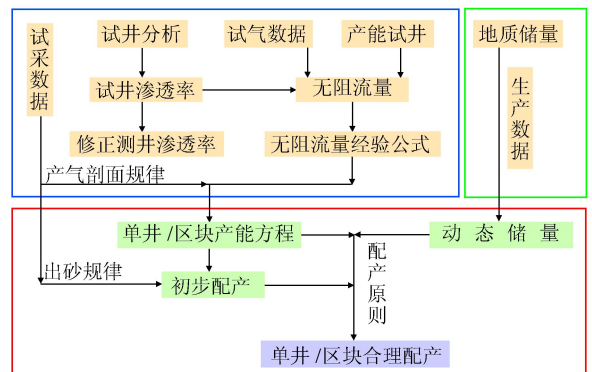 试采数据
试井分析
试气数据
产能试井
地质储量
试井渗透率
无阻流量
生产数据
修正测井渗透率
无阻流量经验公式
产气剖面规律
单井/区块产能方程
动态储量
出砂规律
初步配产
配产原则
单井/区块合理配产